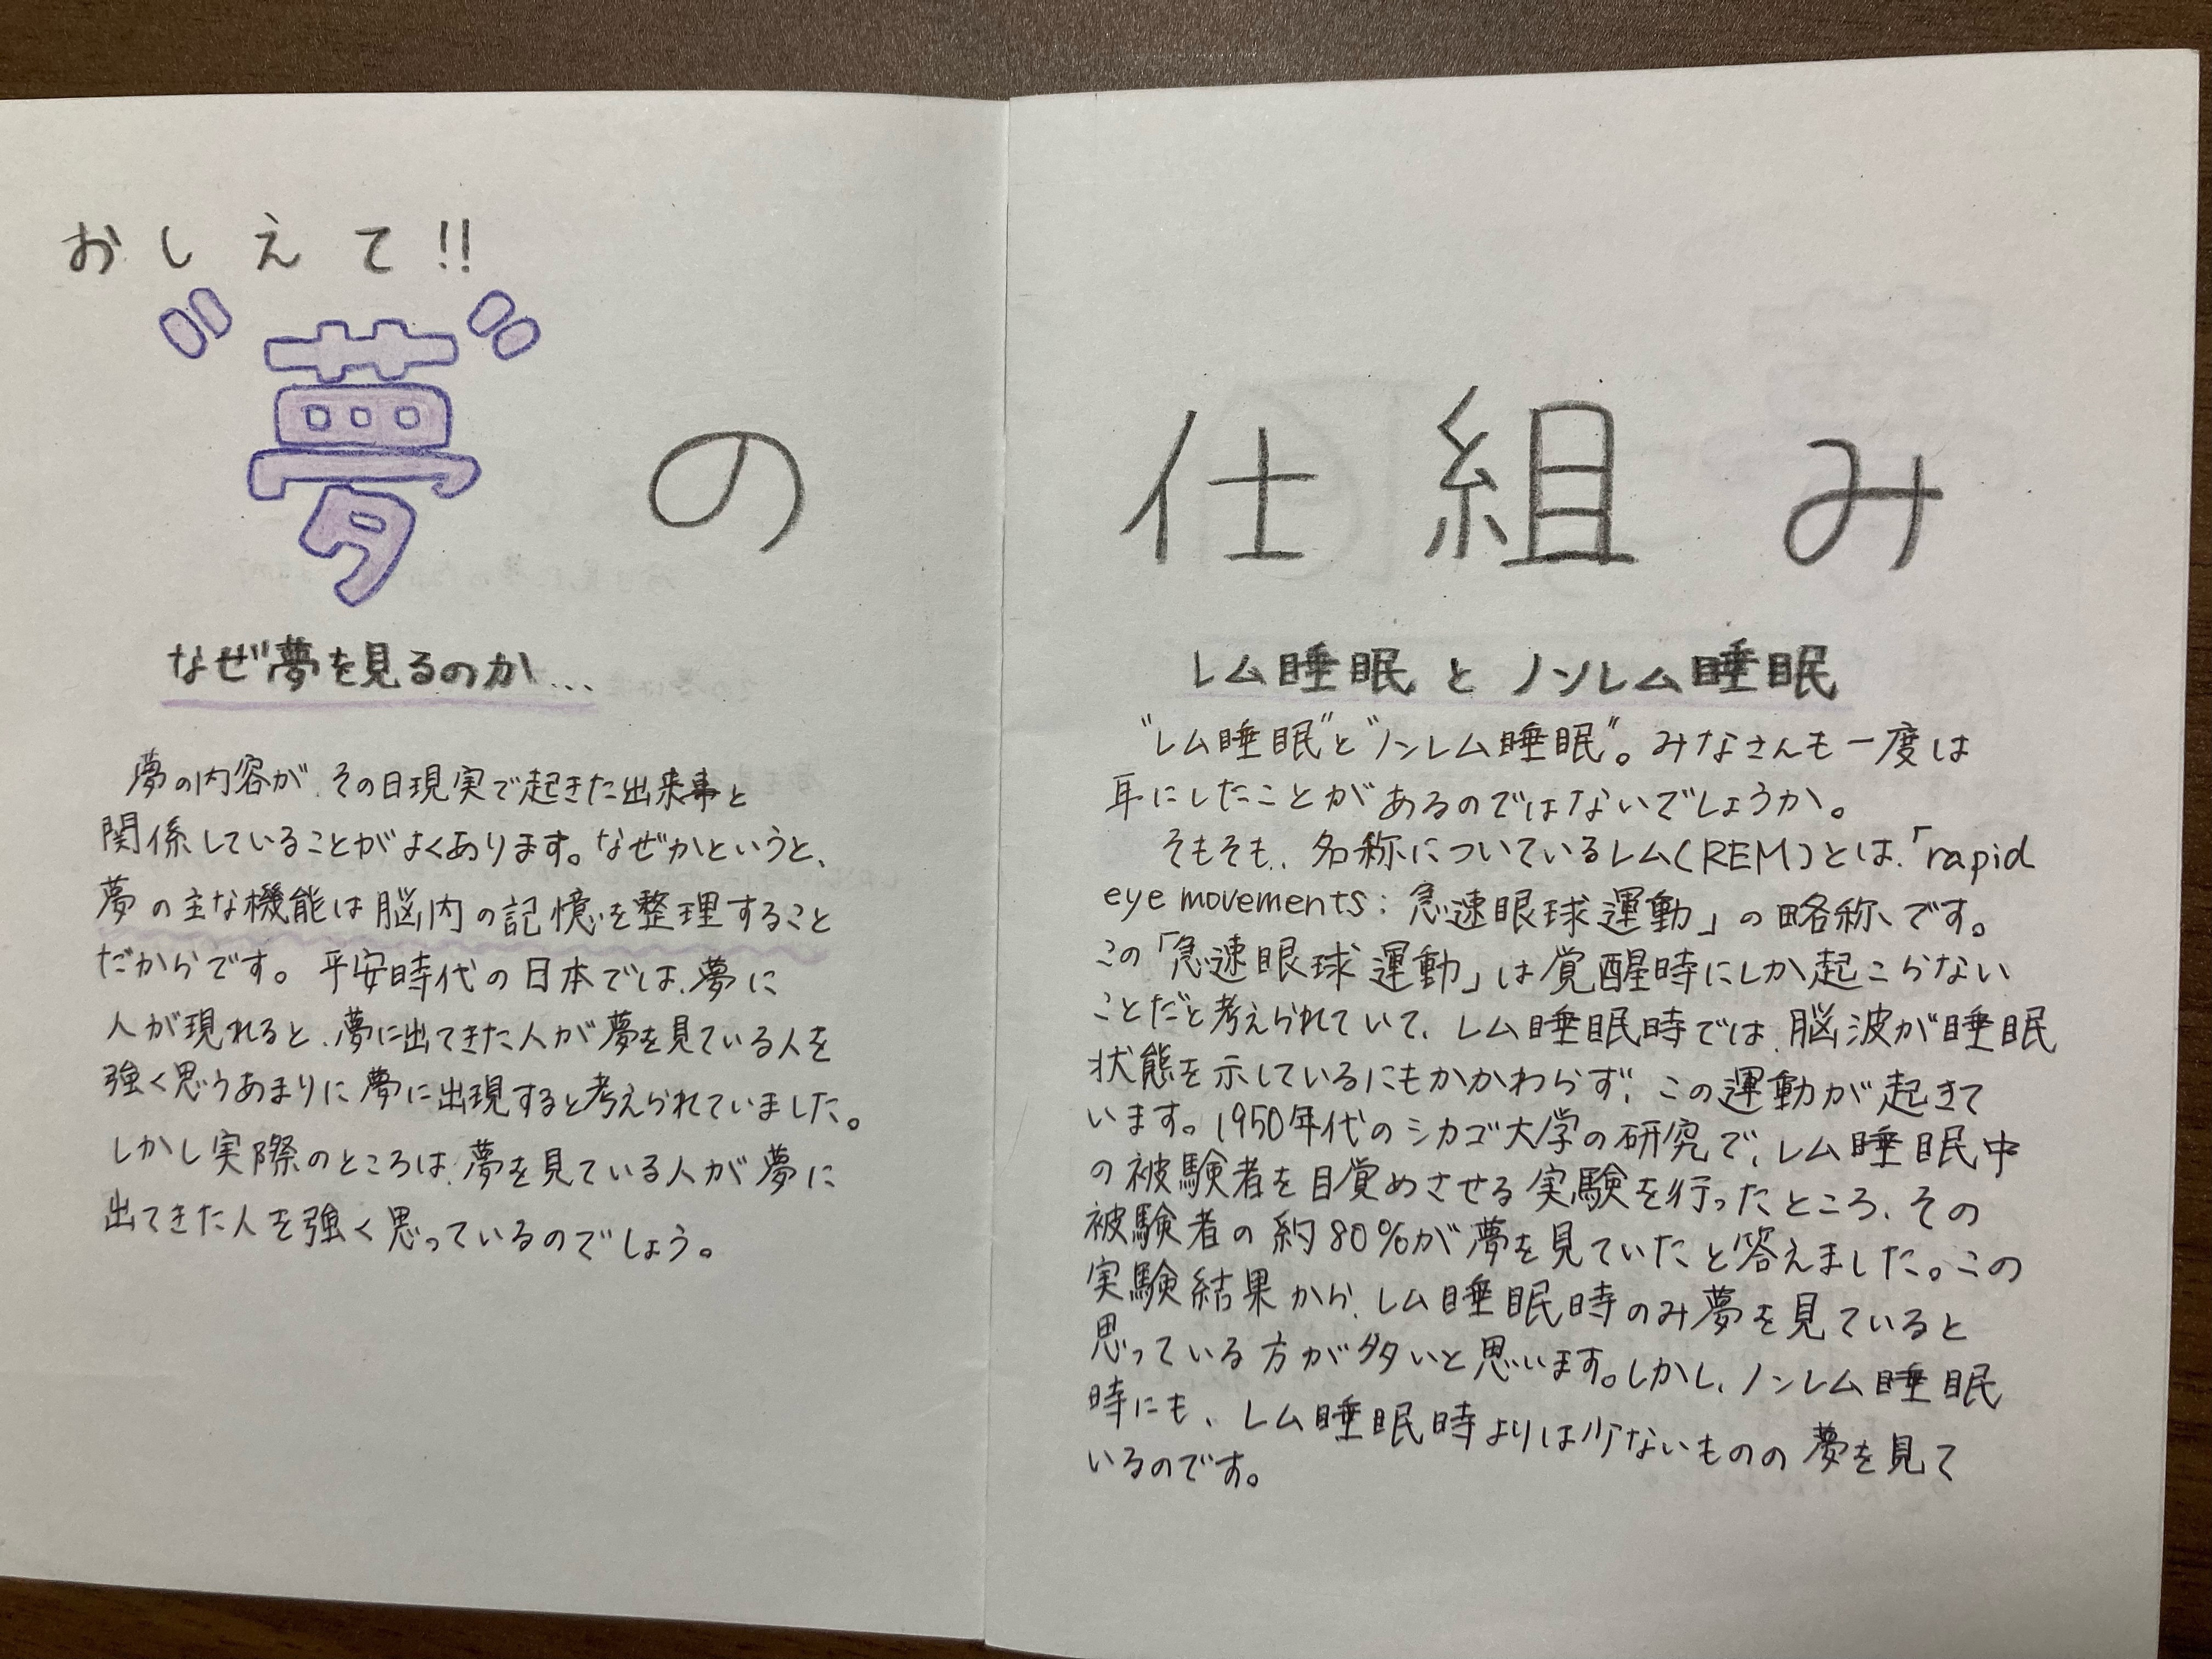 おしえて!!
"夢"の仕組み
なぜ夢を見るのか...
夢の内容が、その日現実で起きた出来事と
関係していることがよくあります。なぜかというと、
夢の主な機能は脳内の記憶を整理すること
だからです。平安時代の日本では、夢に
人が現れると、夢に出てきた人が夢を見ている人を
強く思うあまりに夢に出現すると考えられていました。
しかし実際のところは、夢を見ている人が夢に
出てきた人を強く思っているのでしょう。
レム睡眠とノンレム睡眠
"レム睡眠"と"ノンレム睡眠"。みなさんも一度は
耳にしたことがあるのではないでしょうか。
そもそも、名称についているレム(REM)とは、「rapid
eye movements:急速眼球運動」の略称です。
この「急速眼球運動」は覚醒時にしか起こらない
ことだと考えられていて、レム睡眠時では、脳波が睡眠
状態を示しているにもかかわらず、この運動が起きて
います。1950年代のシカゴ大学の研究で、レム睡眠中
の被験者を目覚めさせる実験を行ったところ、その
被験者の約80%が夢を見ていたと答えました。この
実験結果から、レム睡眠時のみ夢を見ていると
思っている方が多いと思います。しかし、ノンレム睡眠
時にも、レム睡眠時よりは少ないものの夢を見て
いるのです。